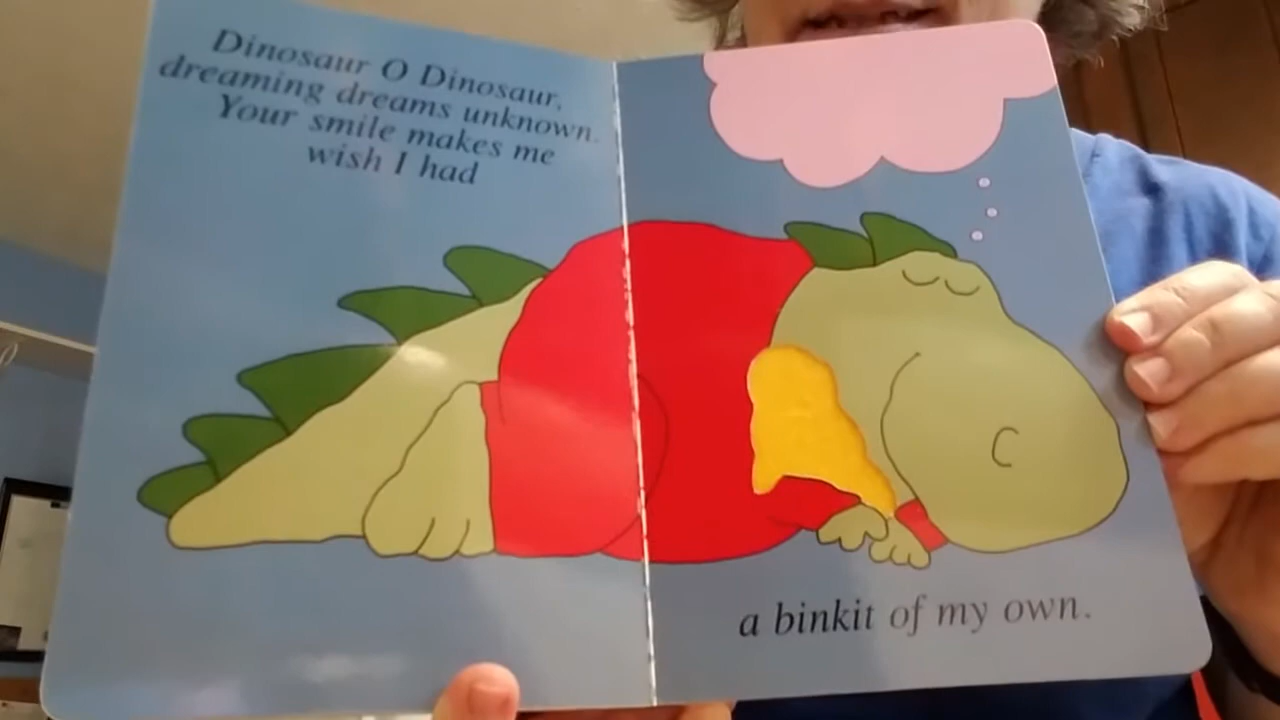 Dinosaur O Dinosaur,
dreaming dreams unknown.
Your smile makes me
wish I had
a binkit of my own.